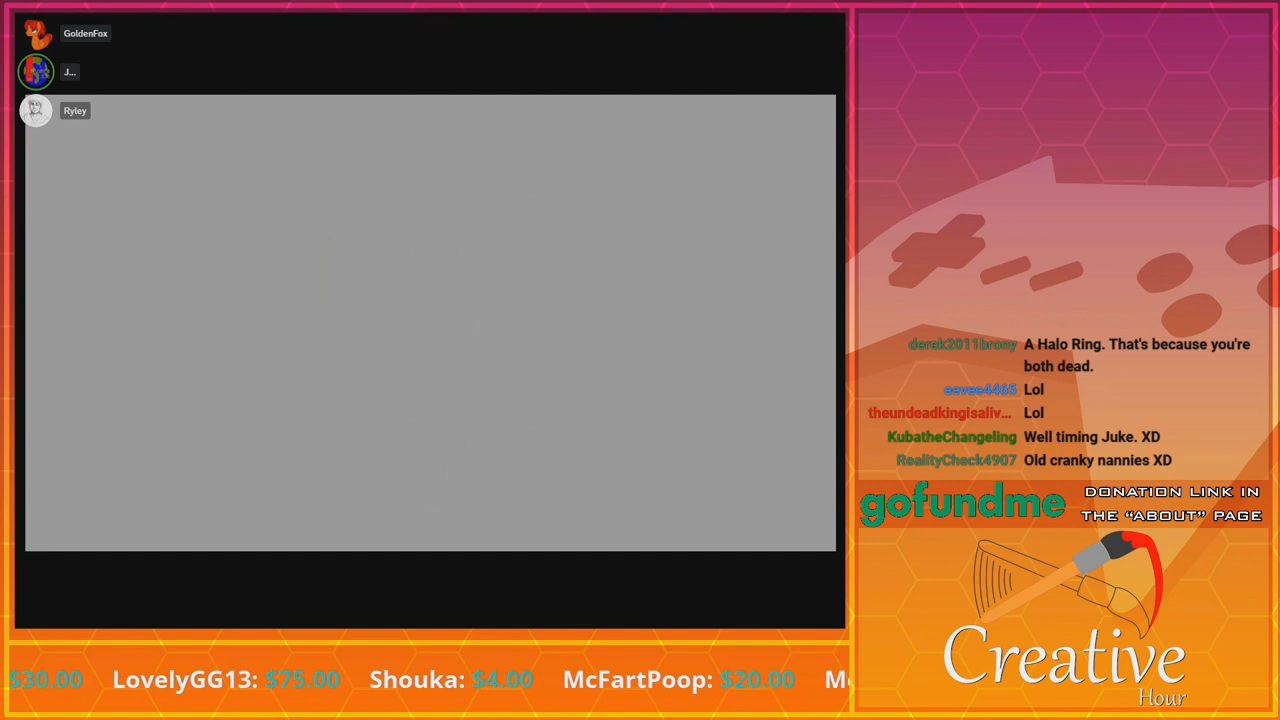 GoldenFox
J...
Ryley
derek2011brony A Halo Ring. That's because you're
both dead.
eevee4465 Lol
theundeadkingisaliv... Lol
KubatheChangeling Well timing Juke. XD
RealityCheck4907 Old cranky nannies XD
gofundme
DONATION LINK IN
THE “ABOUT” PAGE
Creative
Hour
$30.00 LovelyGG13: $75.00 Shouka: $4.00 McFartPoop: $20.00